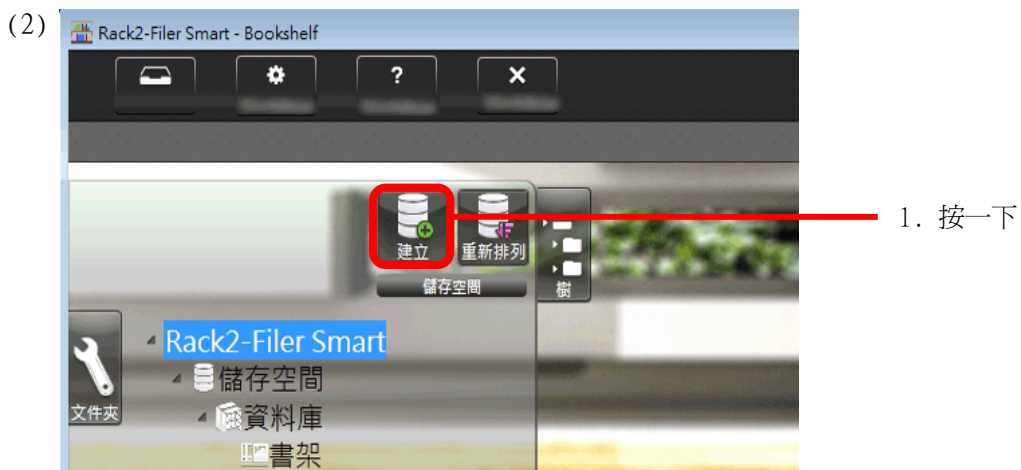 (2)
Rack2-Filer Smart - Bookshelf
?
建立
重新排列
儲存空間
樹
1. 按一下
Rack2-Filer Smart
儲存空間
文件夾
資料庫
書架